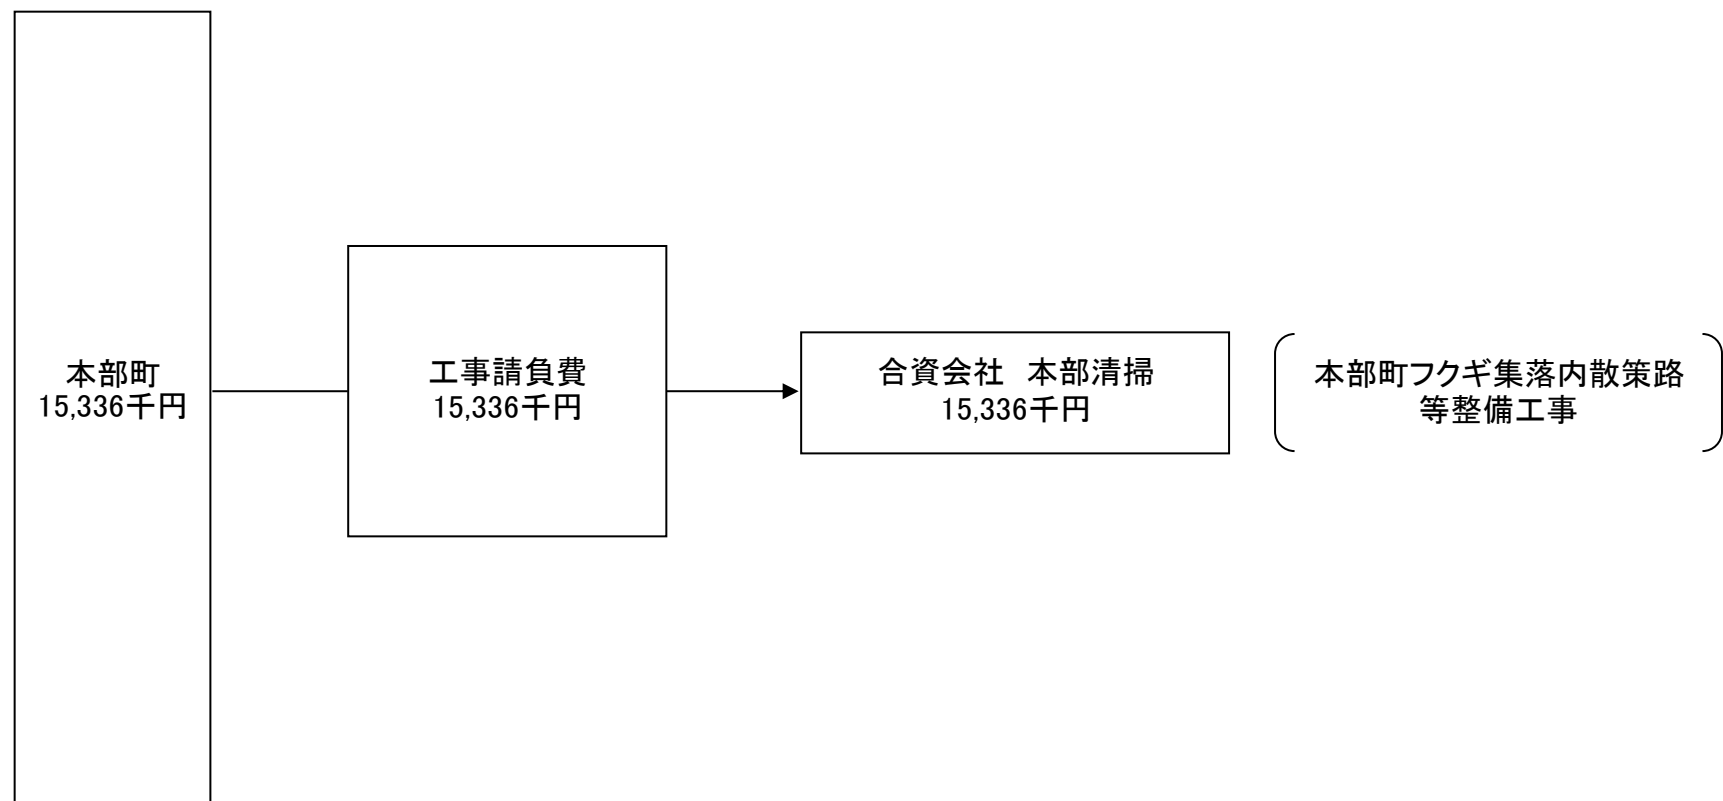 本部町
15,336千円
工事請負費
15,336千円
合資会社　本部清掃
15,336千円
本部町フクギ集落内散策路
等整備工事